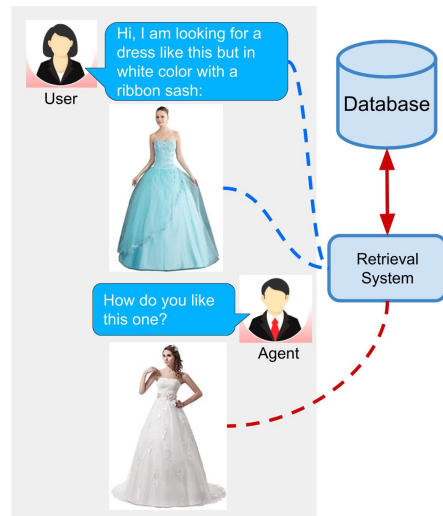 Hi, I am looking for a
dress like this but in
white color with a
ribbon sash:
User
Database
Retrieval
System
How do you like
this one?
Agent